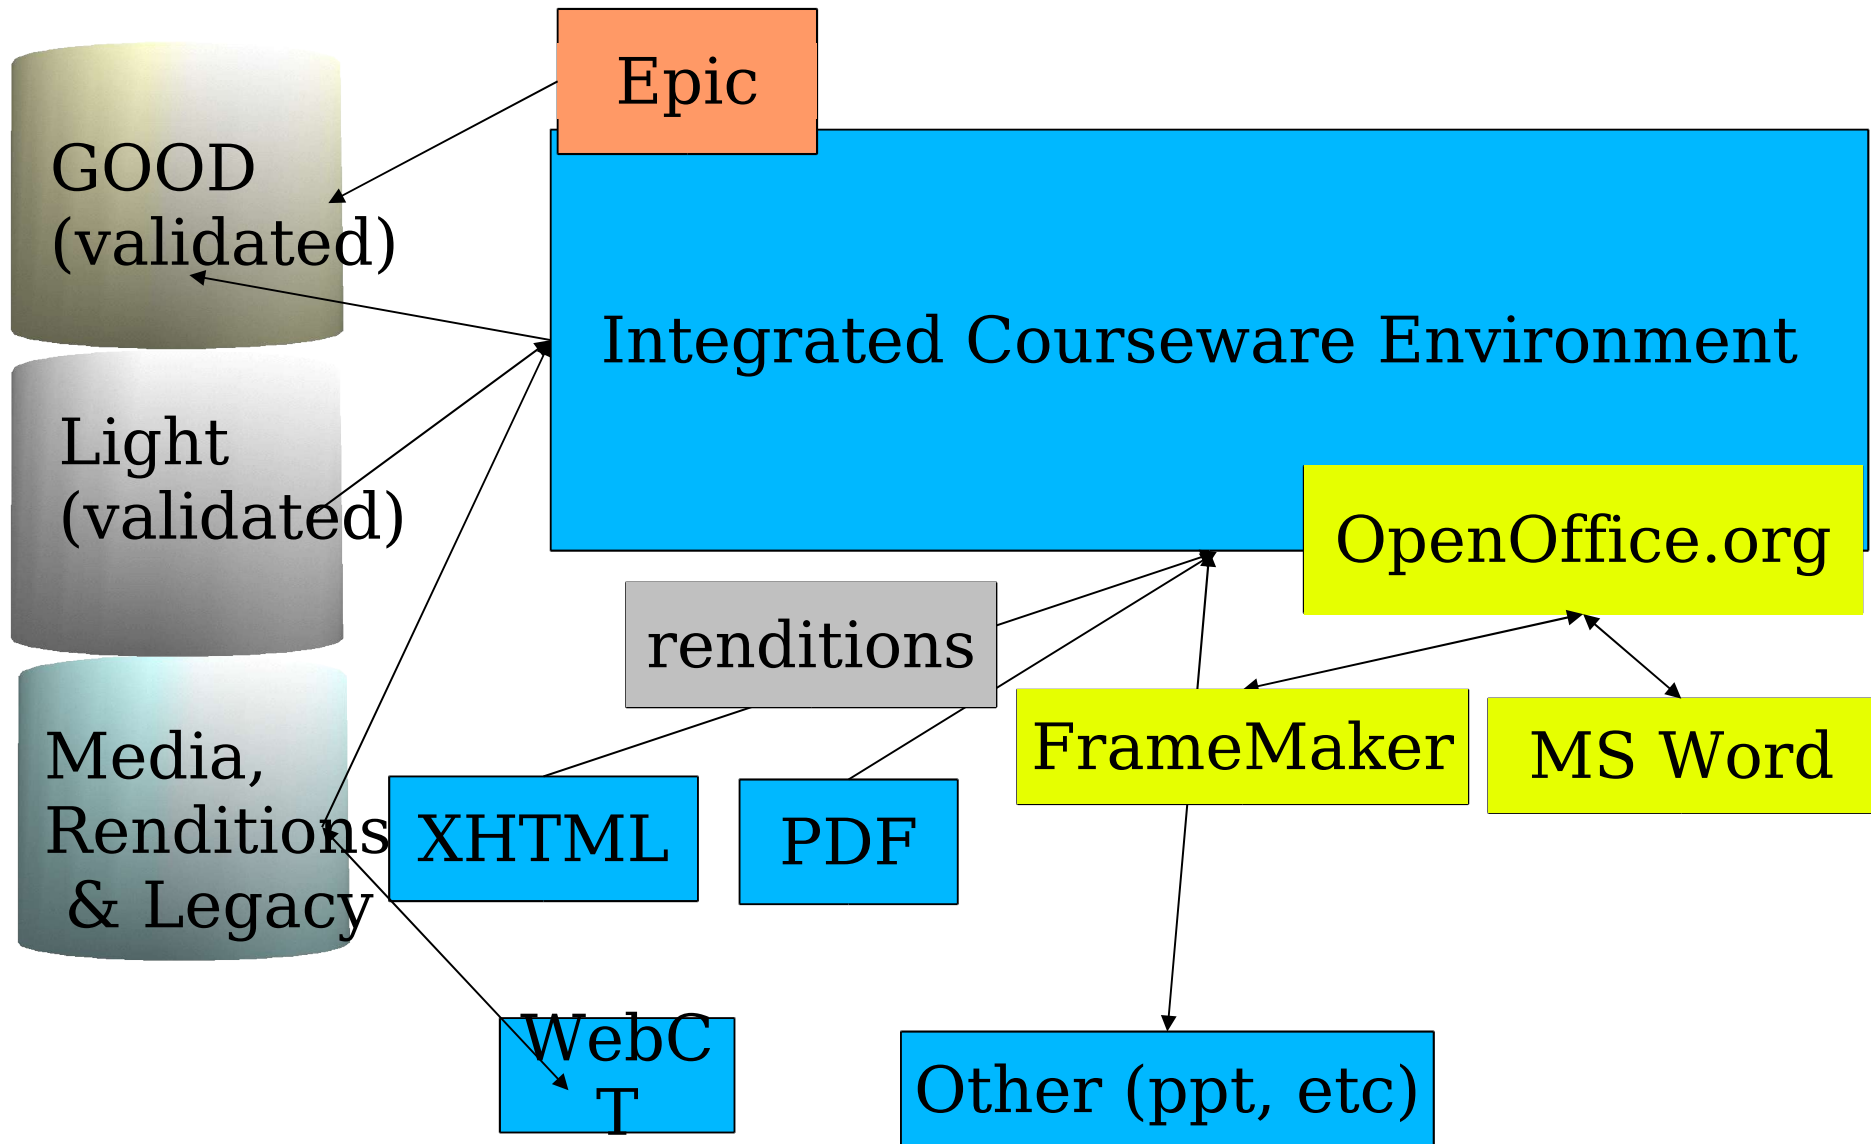 Epic
GOOD
(validated)
Integrated Courseware Environment
Light
(validated)
OpenOffice.org
renditions
Media,
Renditions
& Legacy
FrameMaker
MS Word
XHTML
PDF
WebC
T
Other (ppt, etc)